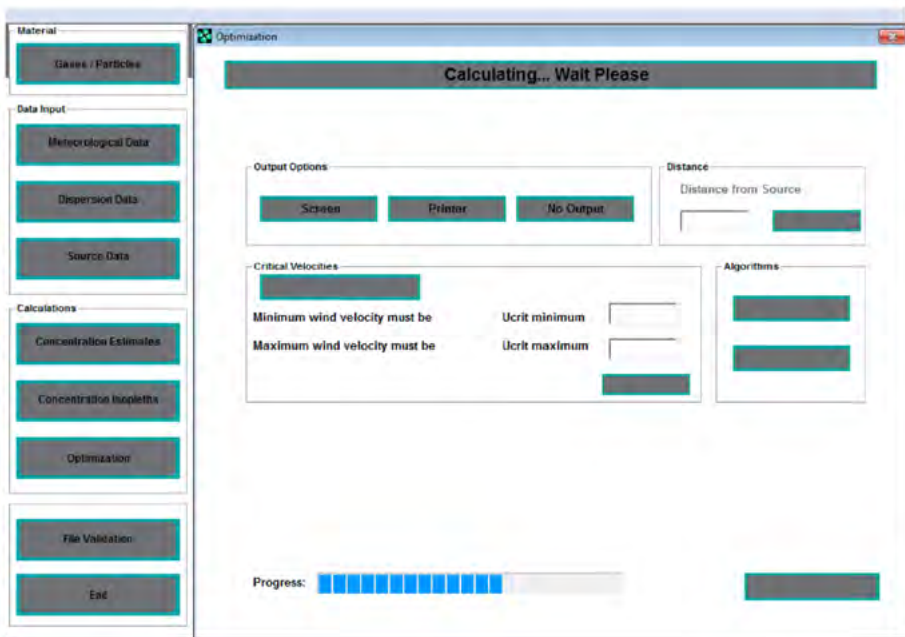 Material
Gases / Particles
Data Input
Meteorological Data
Dispersion Data
Source Data
Calculations
Concentration Estimates
Concentration Isopleths
Optimization
File Validation
End
Optimization
Calculating... Wait Please
Output Options
Screen
Printer
No Output
Distance
Distance from Source
Critical Velocities
Minimum wind velocity must be
Ucrit minimum
Maximum wind velocity must be
Ucrit maximum
Algorithms
Progress: